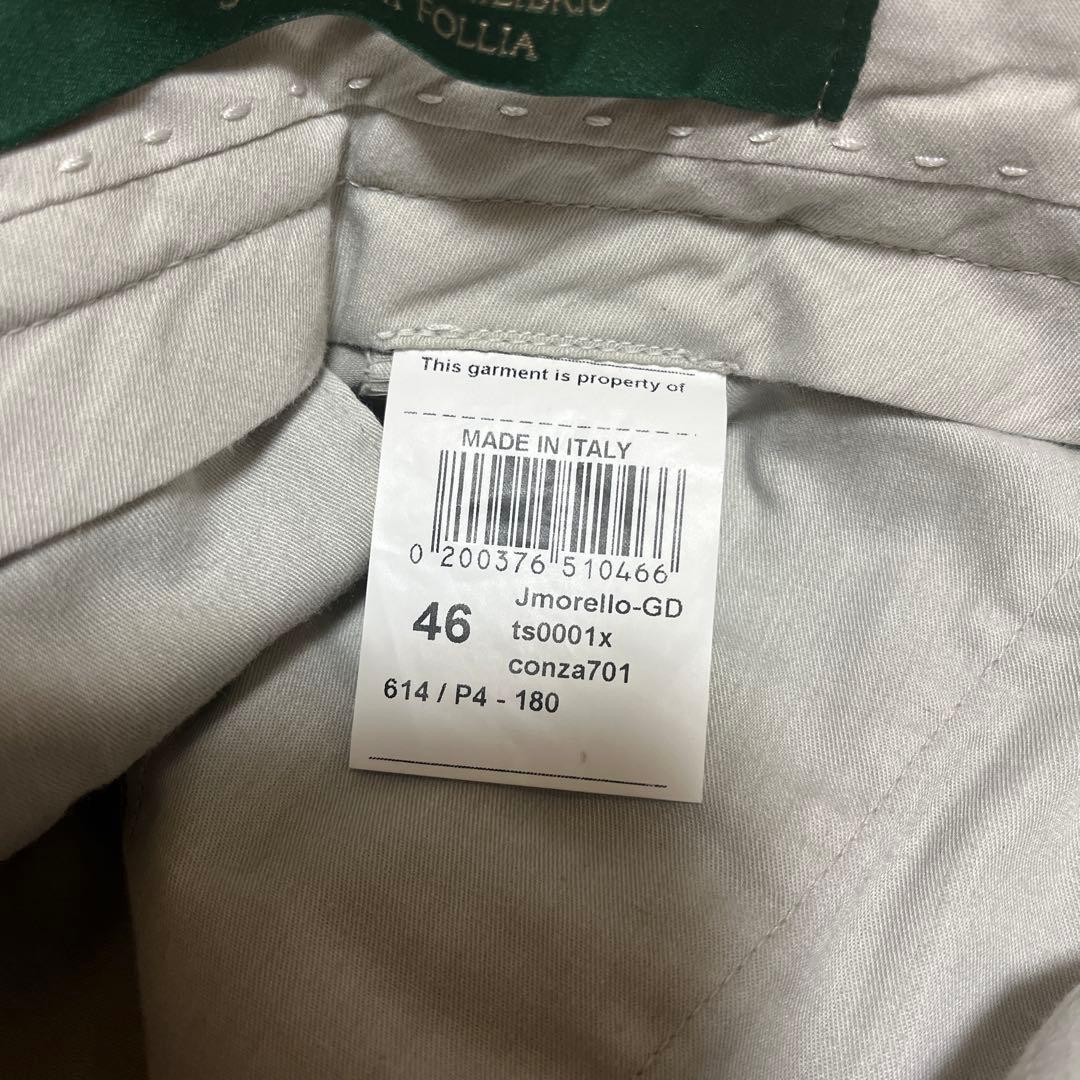 FOLLIA
This garment is property of
MADE IN ITALY
0 200376 510466
Jmorello-GD
46 ts0001x
conza701
614 / P4 - 180